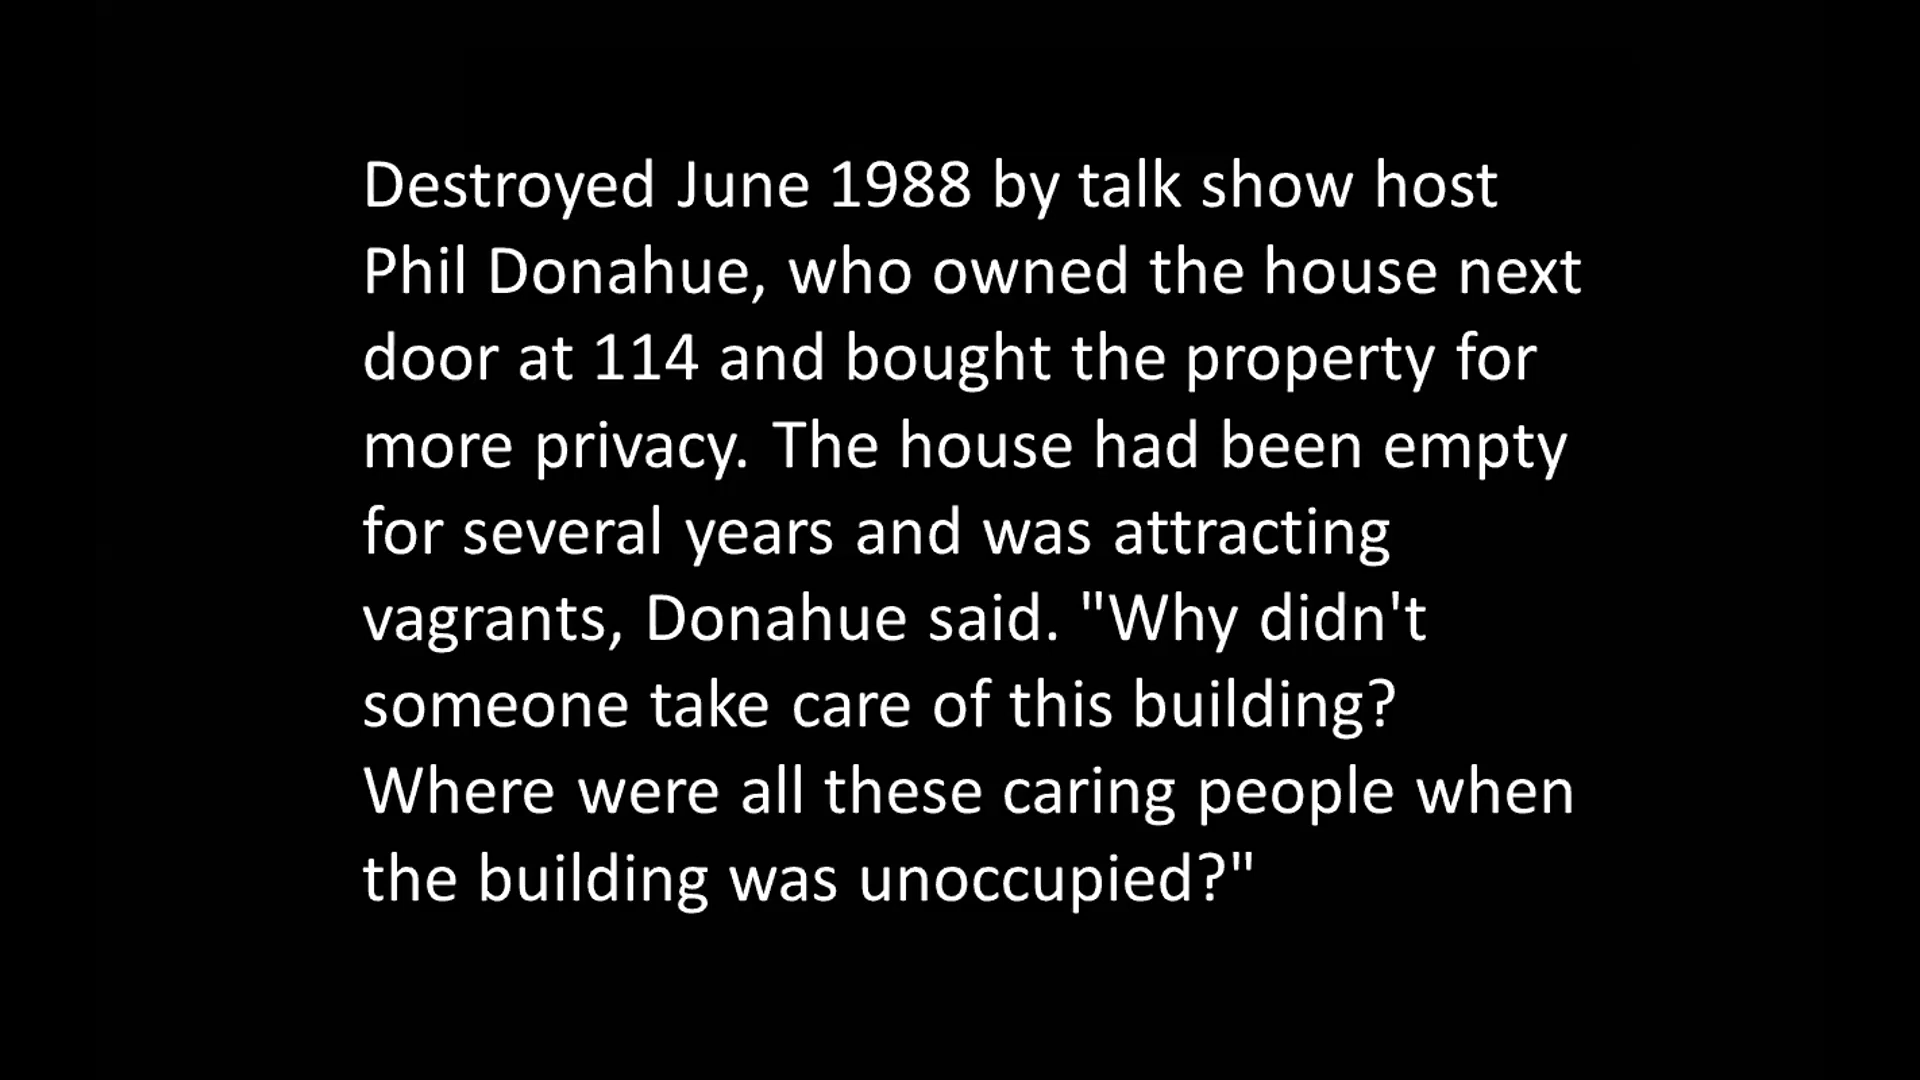 Destroyed June 1988 by talk show host
Phil Donahue, who owned the house next
door at 114 and bought the property for
more privacy. The house had been empty
for several years and was attracting
vagrants, Donahue said. "Why didn't
someone take care of this building?
Where were all these caring people when
the building was unoccupied?"